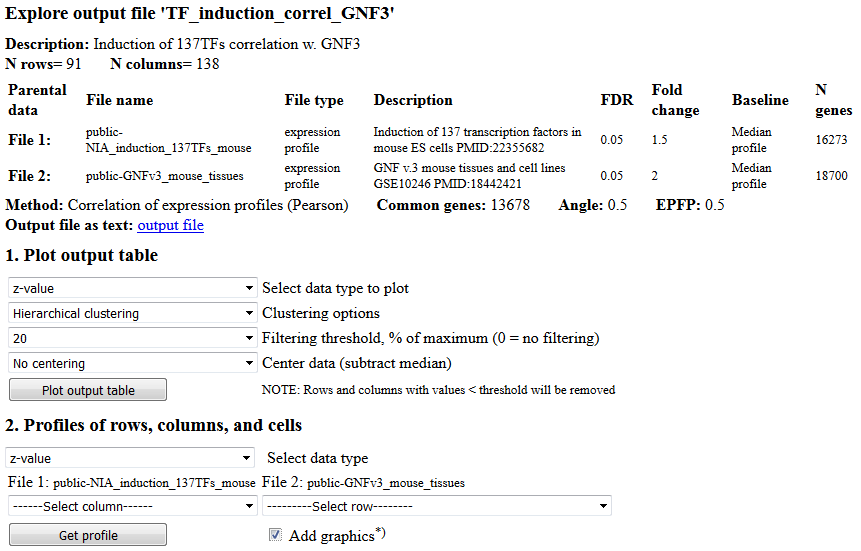 Explore output file 'TF_induction_correl_GNF3'
Description: Induction of 137TFs correlation w. GNF3
N rows= 91 N columns= 138
Parental data File name File type Description FDR Fold change Baseline N genes
File 1: public-NIA_induction_137TFs_mouse expression profile Induction of 137 transcription factors in mouse ES cells PMID:22355682 0.05 1.5 Median profile 16273
File 2: public-GNFv3_mouse_tissues expression profile GNF v.3 mouse tissues and cell lines GSE10246 PMID:18442421 0.05 2 Median profile 18700
Method: Correlation of expression profiles (Pearson) Common genes: 13678 Angle: 0.5 EPFP: 0.5
Output file as text: output file
1. Plot output table
z-value Select data type to plot
Hierarchical clustering Clustering options
20 Filtering threshold, % of maximum (0 = no filtering)
No centering Center data (subtract median)
Plot output table NOTE: Rows and columns with values < threshold will be removed
2. Profiles of rows, columns, and cells
z-value Select data type
File 1: public-NIA_induction_137TFs_mouse File 2: public-GNFv3_mouse_tissues
------Select column------ ---------Select row--------
Get profile Add graphics*)